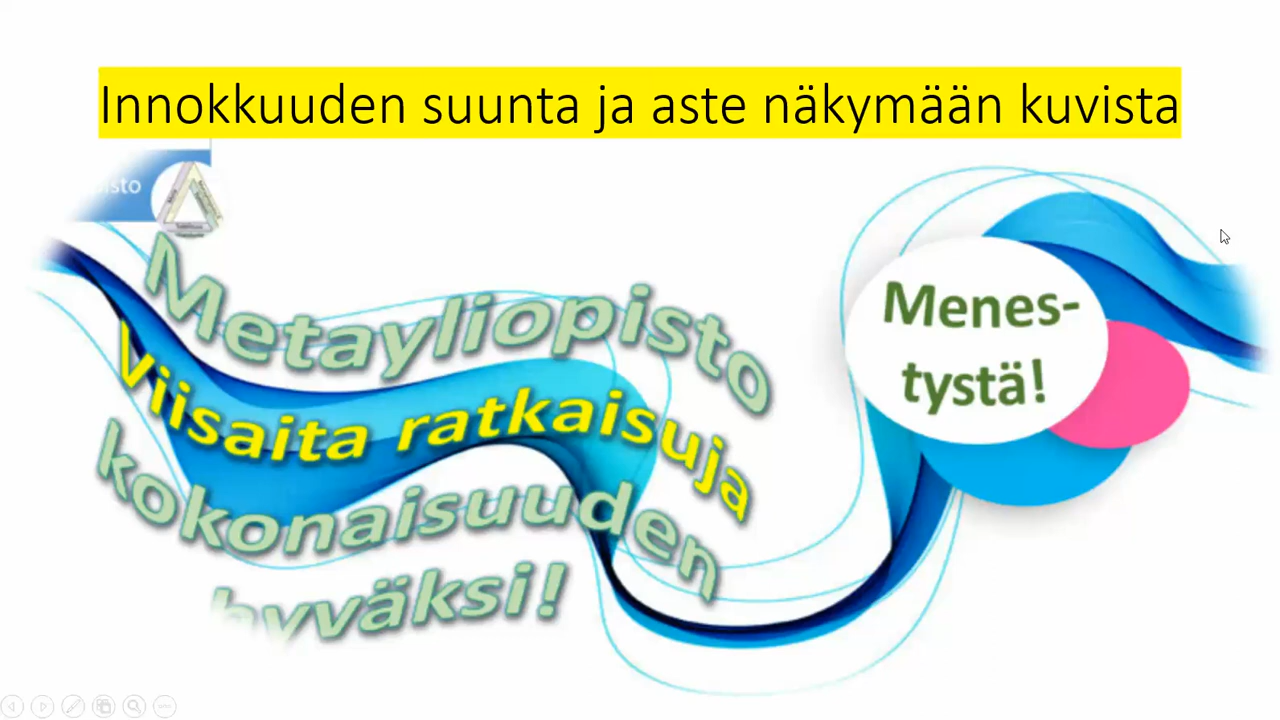 Innokkuuden suunta ja aste näkymään kuvista
Metayliopisto
Viisaita ratkaisuja
kokonaisuuden
hyväksi!
Menes-
tystä!